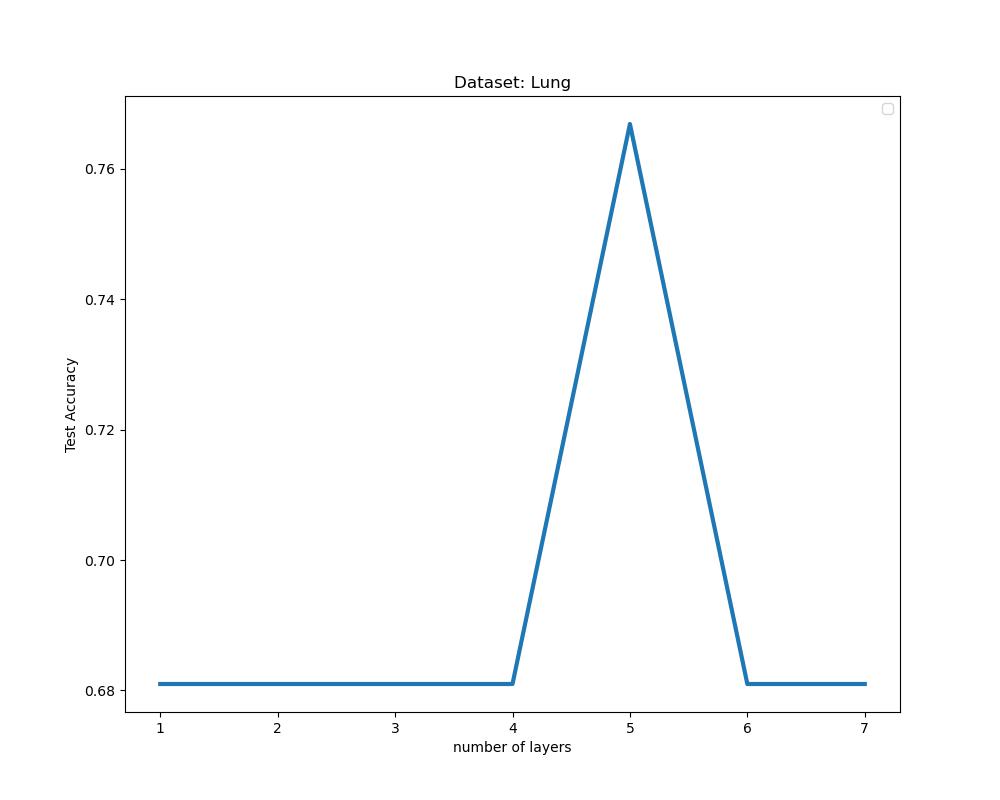 Dataset: Lung
0.76
0.74
0.72
0.70
0.68
Test Accuracy
1 2 3 4 5 6 7
number of layers